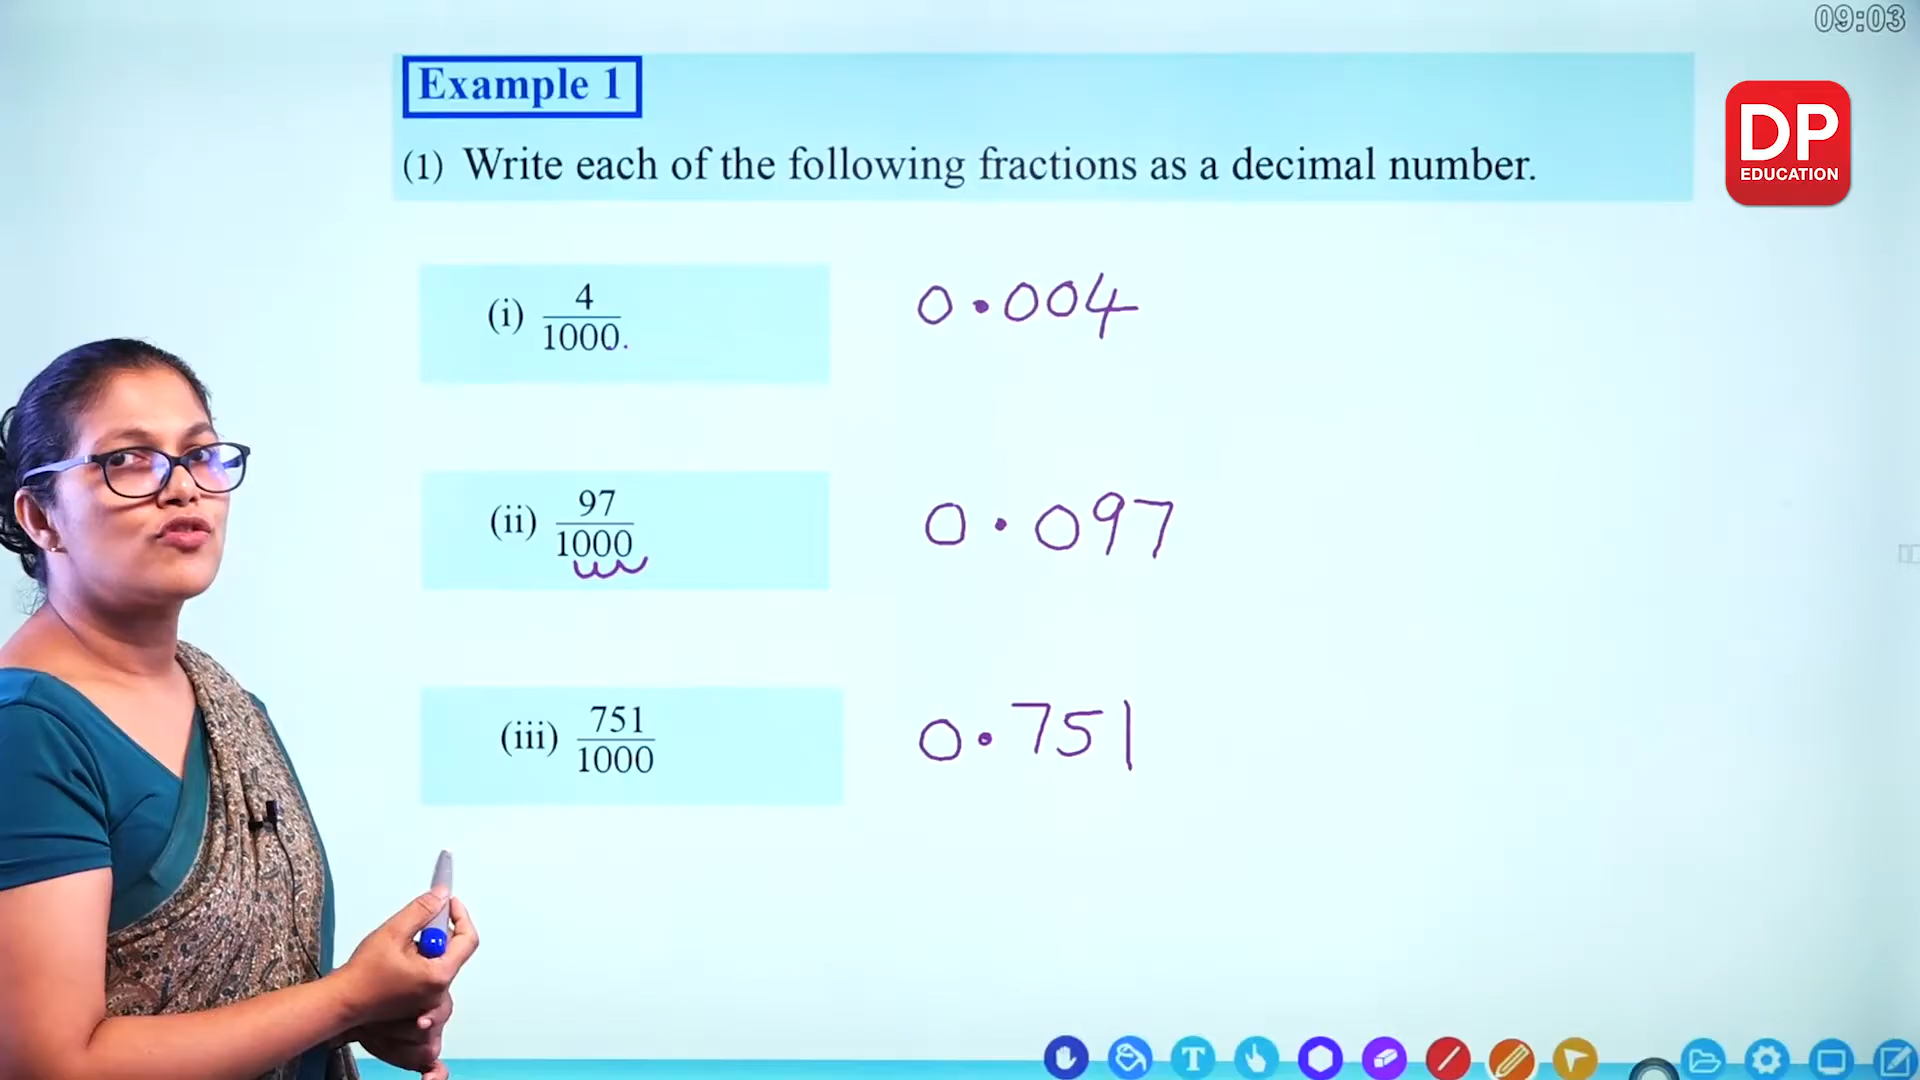 09:03
Example 1
DP
EDUCATION
(1) Write each of the following fractions as a decimal number.
(i) 4/1000. 0.004
(ii) 97/1000 0.097
(iii) 751/1000 0.751
T